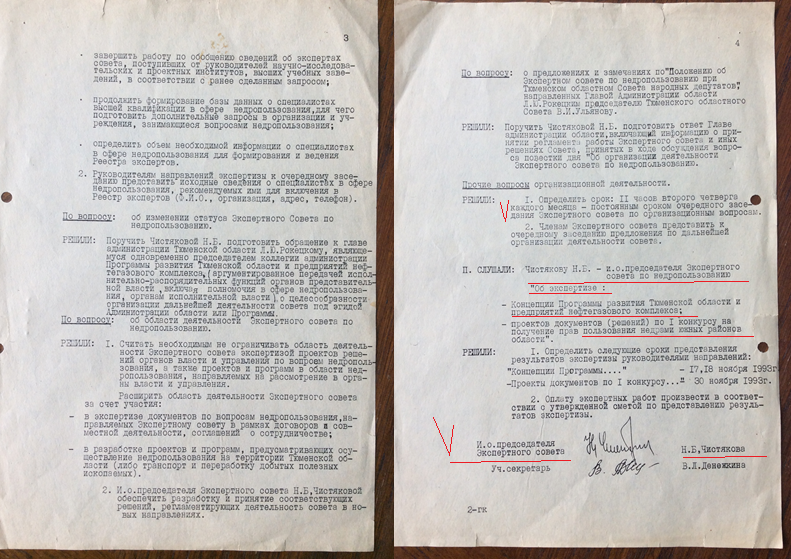 3
- завершить работу по обобщению сведений об экспертах
совета, поступивших от руководителей научно-исследова-
тельских и проектных институтов, высших учебных заве-
дений, в соответствии с ранее сделанным запросом;
- продолжить формирование базы данных о специалистах
высшей квалификации в сфере недропользования, для чего
подготовить дополнительные запросы в организации и уч-
реждения, занимающиеся вопросами недропользования;
- определить объем необходимой информации о специалистах
в сфере недропользования для формирования и ведения
Реестра экспертов.
2. Руководителям направлений экспертизы к очередному засе-
данию представить исходные сведения о специалистах в сфере
недропользования, рекомендуемых ими для включения в
Реестр экспертов (Ф.И.О., организация, адрес, телефон).
По вопросу: об изменении статуса Экспертного Совета по
недропользованию.
РЕШИЛИ: Поручить Чистяковой Н.Б. подготовить обращение к главе
администрации Тюменской области Л.Ю.Рокецкому, являюще-
муся одновременно председателем коллегии администрации
Программы развития Тюменской области и предприятий неф-
тегазового комплекса, (аргументированное передачей исполни-
тельно-распорядительных функций органов представитель-
ной власти, включая полномочия в сфере недропользова-
ния, органам исполнительной власти), о целесообразности
организации дальнейшей деятельности совета под эгидой
Администрации области или Программы.
По вопросу: об области деятельности Экспертного совета по
недропользованию.
РЕШИЛИ: I. Считать необходимым не ограничивать область деятель-
ности Экспертного совета экспертизой проектов решений
органов власти и управления по вопросам недропользо-
вания, а также проектов и программ в области недро-
пользования, направляемых на рассмотрение в орга-
ны власти и управления.
Расширить область деятельности Экспертного совета
за счет участия:
- в экспертизе документов по вопросам недропользования, на-
правляемых Экспертному совету в рамках договоров и сов-
местной деятельности, соглашений о сотрудничестве;
- в разработке проектов и программ, предусматривающих осу-
ществление недропользования на территории Тюменской об-
ласти (либо транспорт и переработку добытых полезных
ископаемых).
2. И.о.председателя Экспертного совета Н.Б.Чистяковой
обеспечить разработку и принятие соответствующих
решений, регламентирующих деятельность совета в но-
вых направлениях.
4
По вопросу: о предложениях и замечаниях по "Положению об
Экспертном совете по недропользованию при
Тюменском областном Совета народных депутатов",
направленных Главой Администрации области
Л.Ю.Рокецким председателю Тюменского областного
Совета В.И.Ульянову.
РЕШИЛИ: Поручить Чистяковой Н.Б. подготовить ответ Главе
администрации области, включающий информацию о при-
нятии регламента работы Экспертного совета и иных
решениях Совета, принятых в ходе обсуждения вопро-
са повестки дня "Об организации деятельности
Экспертного совета по недропользованию.
Прочие вопросы организационной деятельности.
РЕШИЛИ: I. Определить срок: II часов второго четверга
каждого месяца - постоянным сроком очередного засе-
дания Экспертного совета по организационным вопросам.
2. Членам Экспертного совета представить к
очередному заседанию предложения по дальнейшей
организации деятельности совета.
П. СЛУШАЛИ: Чистякову Н.Б. - и.о.председателя Экспертного
совета по недропользованию
"Об экспертизе :
- Концепции Программы развития Тюменской области и
предприятий нефтегазового комплекса;
- проектов документов (решений) по I конкурсу на
получение прав пользования недрами южных районов
области".
РЕШИЛИ: I. Определить следующие сроки представления
результатов экспертизы руководителями направлений:
"Концепции Программы...." - 17,18 ноября 1993г.
"Проекты документов по I конкурсу..." - 30 ноября 1993г.
2. Оплату экспертных работ произвести в соответ-
ствии с утвержденной сметой по представлению резуль-
татов экспертизы.
И.о.председателя
Экспертного совета Н.Б.Чистякова
Уч.секретарь В.Л.Денежкина
2-гк